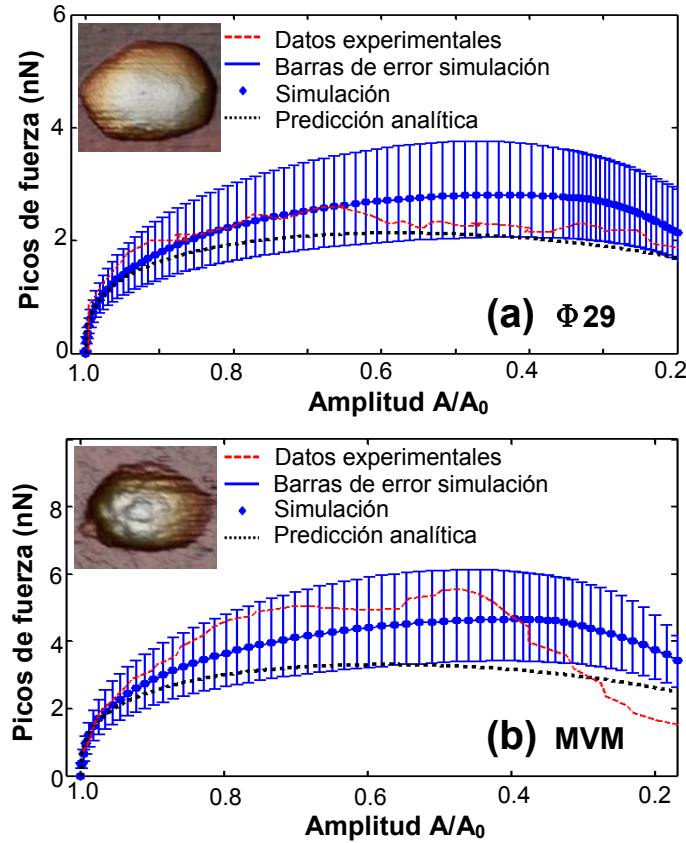 6
4
2
0
Picos de fuerza (nN)
Datos experimentales
Barras de error simulación
Simulación
Predicción analítica
(a) Φ29
1.0 0.8 0.6 0.4 0.2
Amplitud A/A₀
8
6
4
2
0
Picos de fuerza (nN)
Datos experimentales
Barras de error simulación
Simulación
Predicción analítica
(b) MVM
1.0 0.8 0.6 0.4 0.2
Amplitud A/A₀